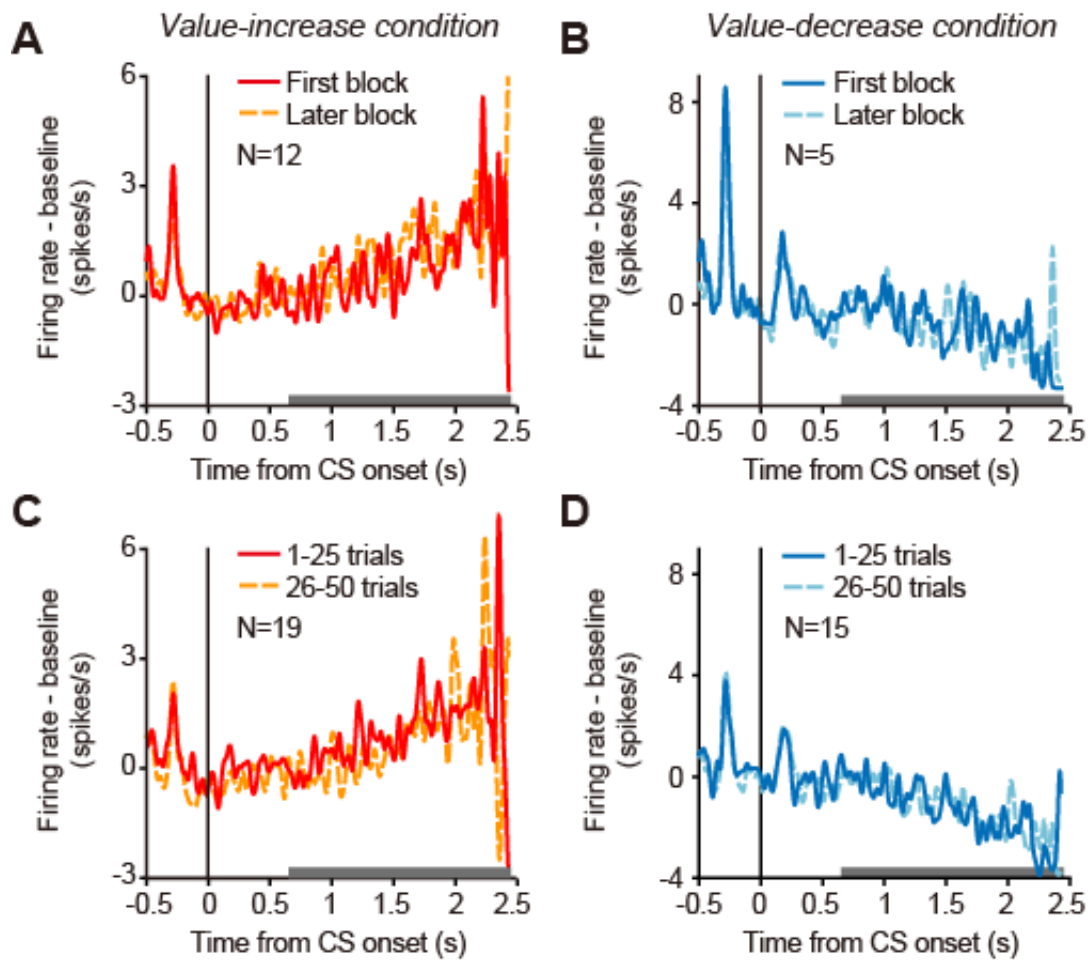 A
Value-increase condition
First block
Later block
N=12
6
3
0
-3
Firing rate - baseline
(spikes/s)
-0.5 0 0.5 1 1.5 2 2.5
Time from CS onset (s)
B
Value-decrease condition
First block
Later block
N=5
8
4
0
-4
Firing rate - baseline
(spikes/s)
-0.5 0 0.5 1 1.5 2 2.5
Time from CS onset (s)
C
1-25 trials
26-50 trials
N=19
6
3
0
-3
Firing rate - baseline
(spikes/s)
-0.5 0 0.5 1 1.5 2 2.5
Time from CS onset (s)
D
1-25 trials
26-50 trials
N=15
8
4
0
-4
Firing rate - baseline
(spikes/s)
-0.5 0 0.5 1 1.5 2 2.5
Time from CS onset (s)